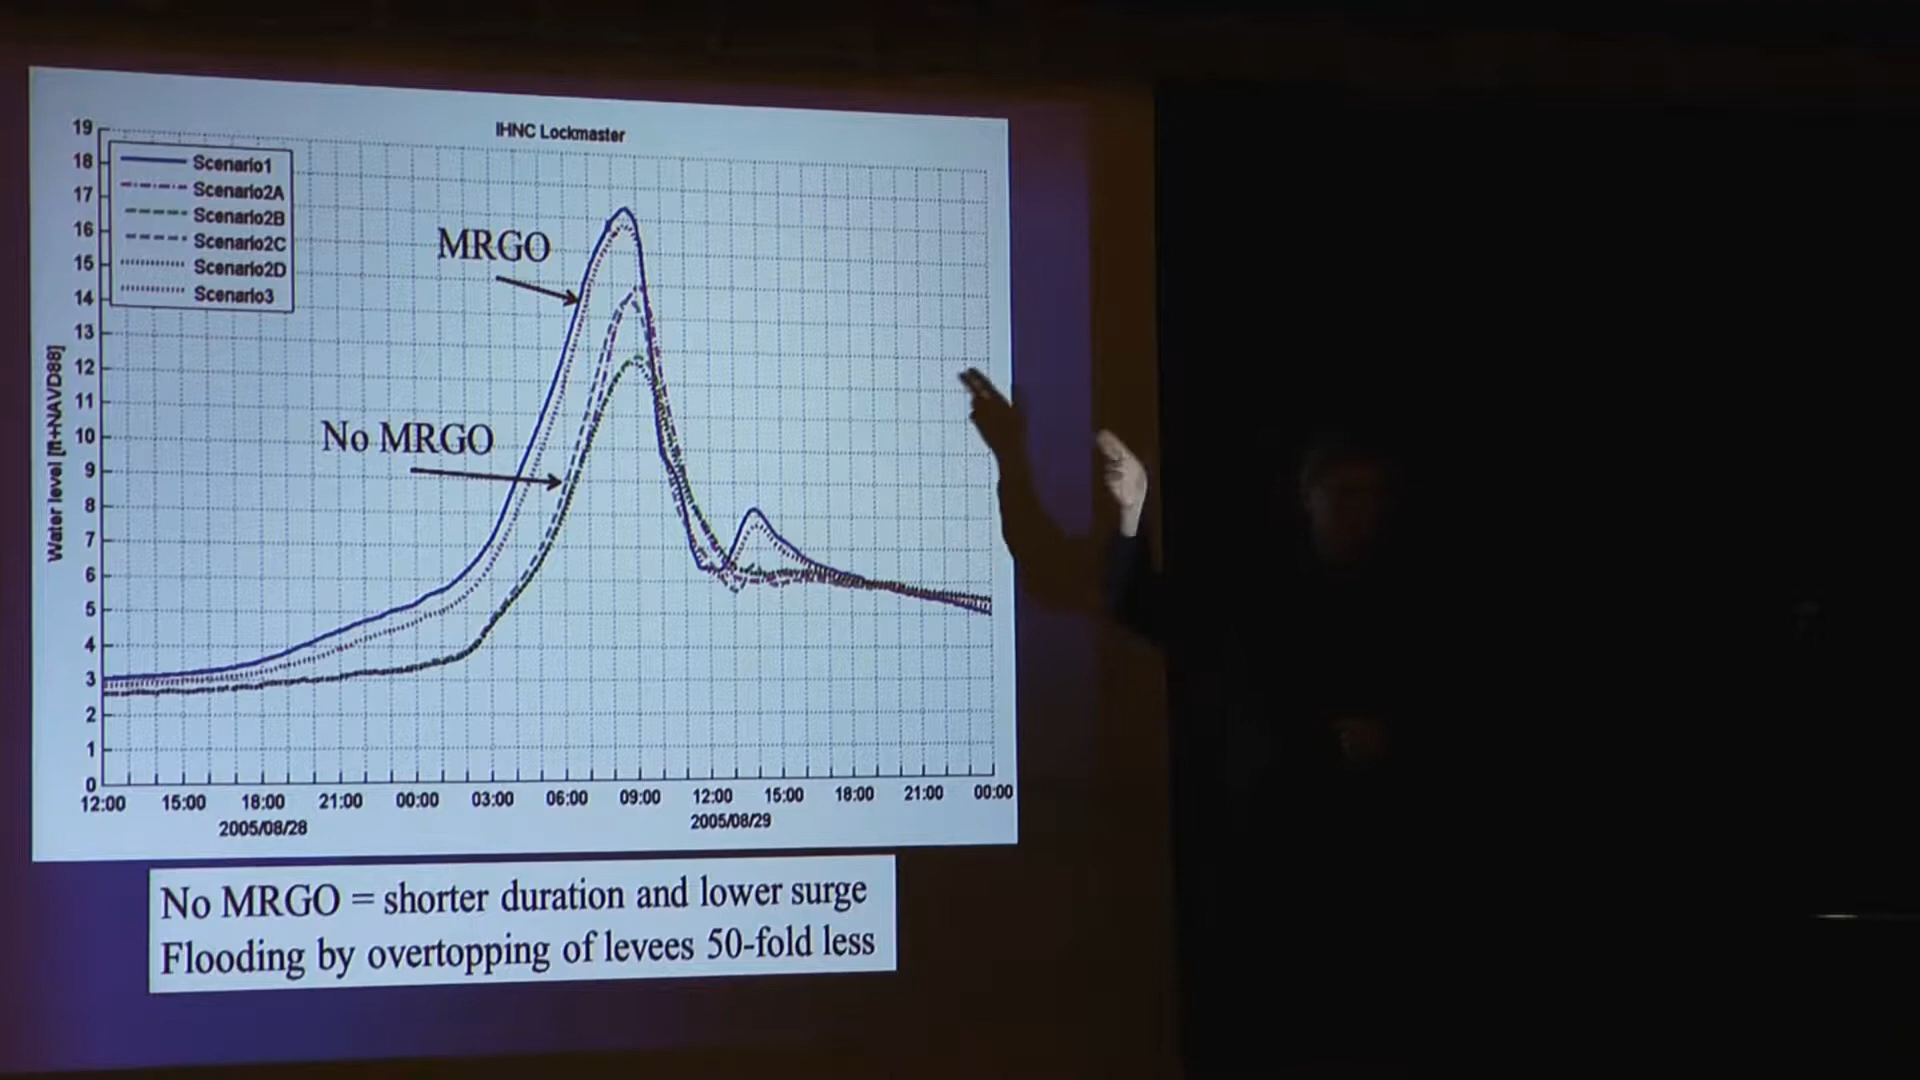 IHNC Lockmaster
19
18
17
16
15
14
13
12
11
10
9
8
7
6
5
4
3
2
1
0
Water level [ft+NAVD88]
Scenario1
Scenario2A
Scenario2B
Scenario2C
Scenario2D
Scenario3
MRGO
No MRGO
12:00 15:00 18:00 21:00 00:00 03:00 06:00 09:00 12:00 15:00 18:00 21:00 00:00
2005/08/28 2005/08/29
No MRGO = shorter duration and lower surge
Flooding by overtopping of levees 50-fold less